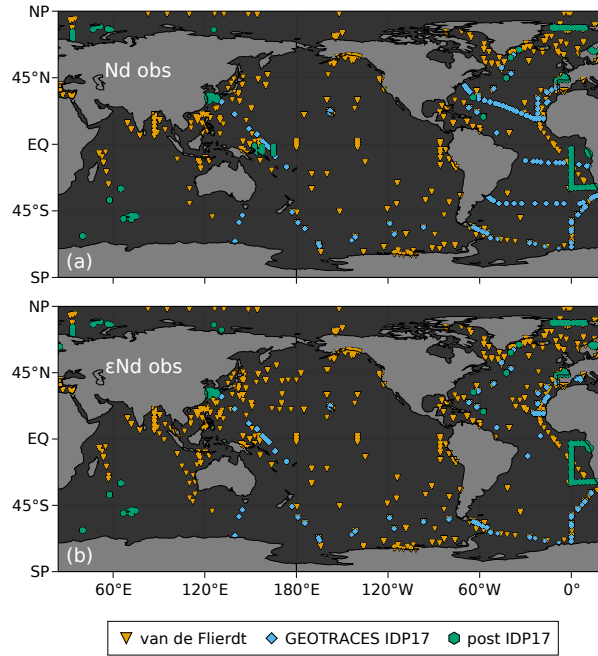 NP
45°N
EQ
45°S
SP
Nd obs
(a)
NP
45°N
EQ
45°S
SP
εNd obs
(b)
60°E 120°E 180°E 120°W 60°W 0°
van de Flierdt GEOTRACES IDP17 post IDP17